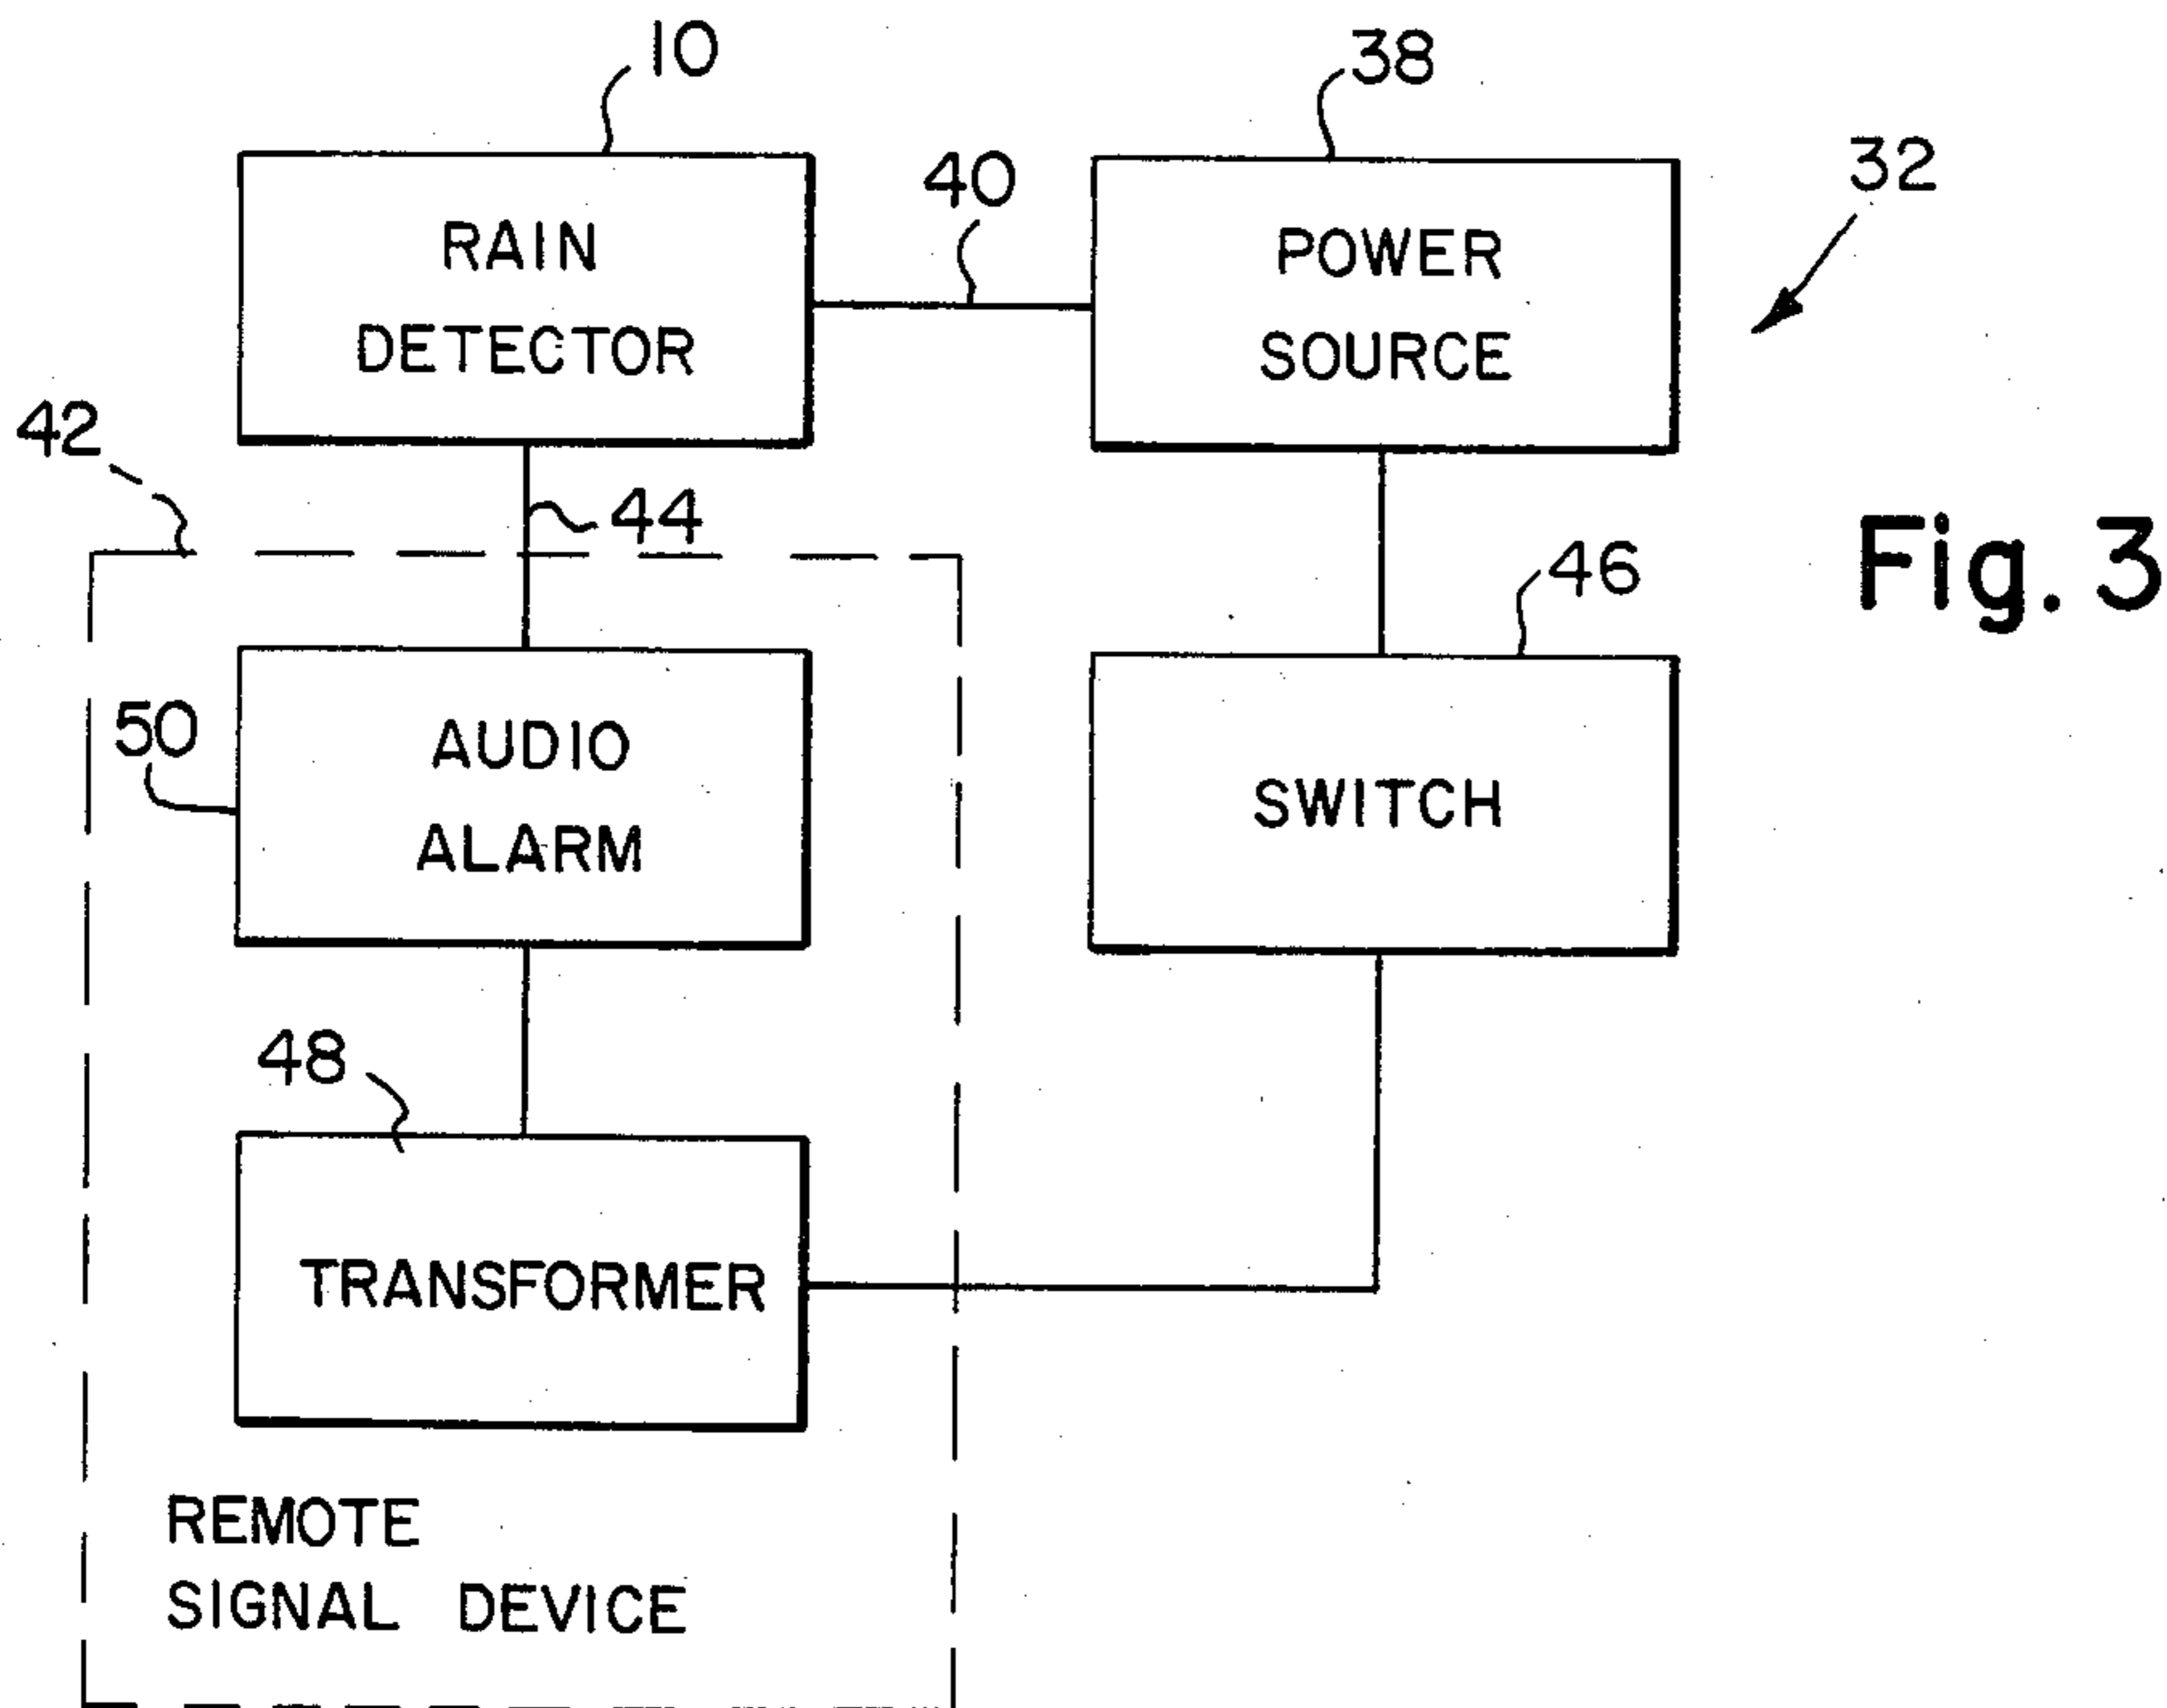 10
38
32
40
RAIN
DETECTOR
POWER
SOURCE
42
44
46
Fig. 3
50
AUDIO
ALARM
SWITCH
48
TRANSFORMER
REMOTE
SIGNAL DEVICE